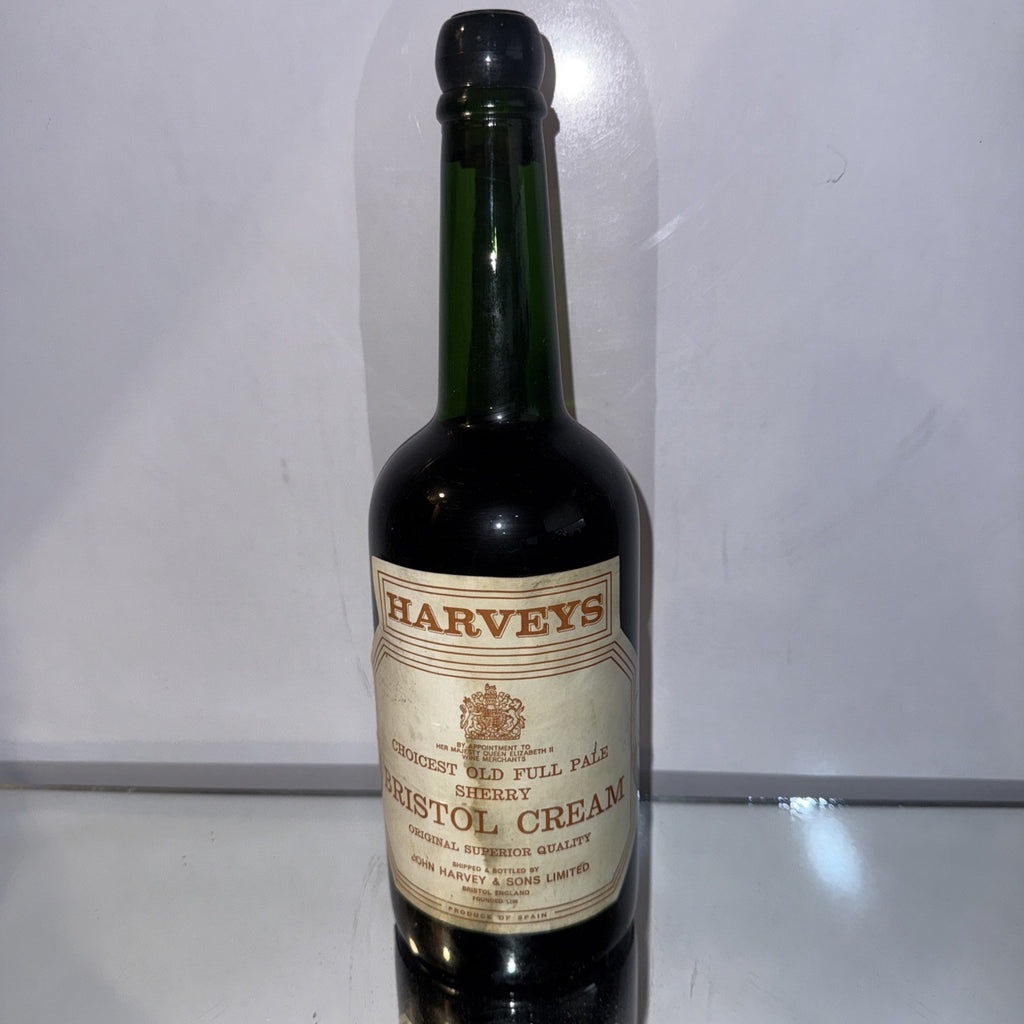 HARVEYS
BY APPOINTMENT TO
HER MAJESTY QUEEN ELIZABETH II
WINE MERCHANTS
CHOICEST OLD FULL PALE
SHERRY
BRISTOL CREAM
ORIGINAL SUPERIOR QUALITY
SHIPPED & BOTTLED BY
JOHN HARVEY & SONS LIMITED
BRISTOL ENGLAND
FOUNDED 1796
PRODUCE OF SPAIN